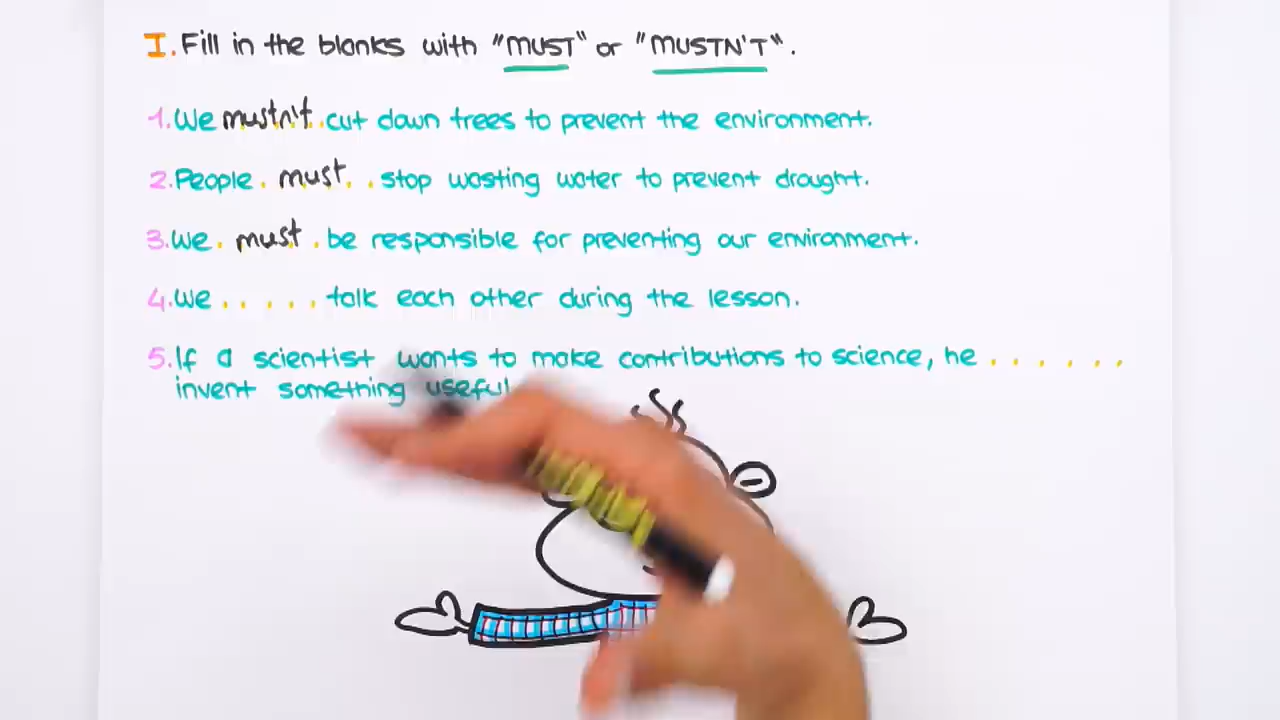 I. Fill in the blanks with "MUST" or "MUSTN'T".
1. We mustn't . cut down trees to prevent the environment.
2. People . must . . stop wasting water to prevent drought.
3. We . must . be responsible for preventing our environment.
4. We . . . . . talk each other during the lesson.
5. If a scientist wants to make contributions to science, he . . . . . .
invent something useful